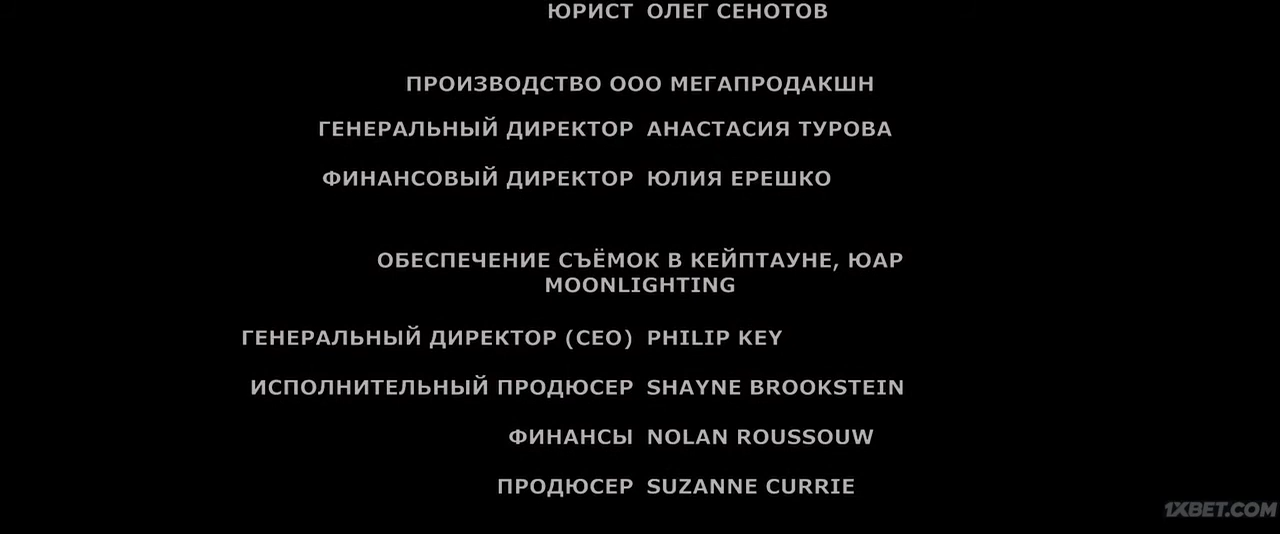 ЮРИСТ ОЛЕГ СЕНОТОВ
ПРОИЗВОДСТВО ООО МЕГАПРОДАКШН
ГЕНЕРАЛЬНЫЙ ДИРЕКТОР АНАСТАСИЯ ТУРОВА
ФИНАНСОВЫЙ ДИРЕКТОР ЮЛИЯ ЕРЕШКО
ОБЕСПЕЧЕНИЕ СЪЁМОК В КЕЙПТАУНЕ, ЮАР
MOONLIGHTING
ГЕНЕРАЛЬНЫЙ ДИРЕКТОР (CEO) PHILIP KEY
ИСПОЛНИТЕЛЬНЫЙ ПРОДЮСЕР SHAYNE BROOKSTEIN
ФИНАНСЫ NOLAN ROUSSOUW
ПРОДЮСЕР SUZANNE CURRIE
1XBET.COM